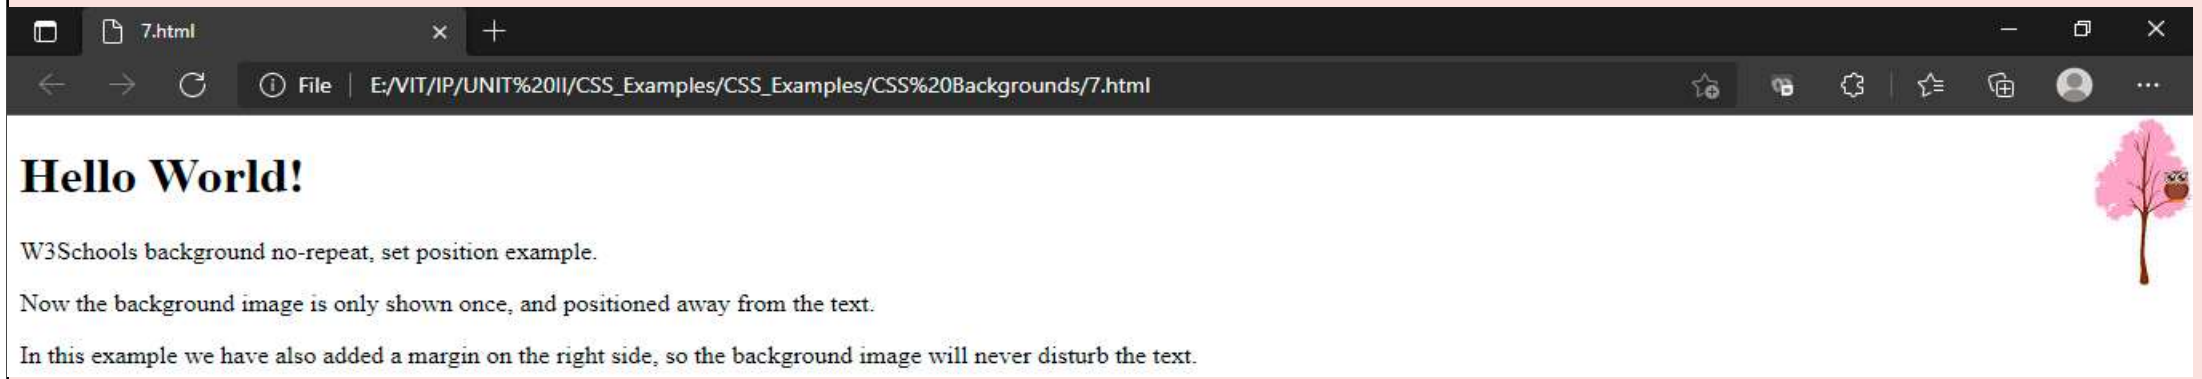 7.html
File
E:/VIT/IP/UNIT%20II/CSS_Examples/CSS_Examples/CSS%20Backgrounds/7.html
Hello World!
W3Schools background no-repeat, set position example.
Now the background image is only shown once, and positioned away from the text.
In this example we have also added a margin on the right side, so the background image will never disturb the text.